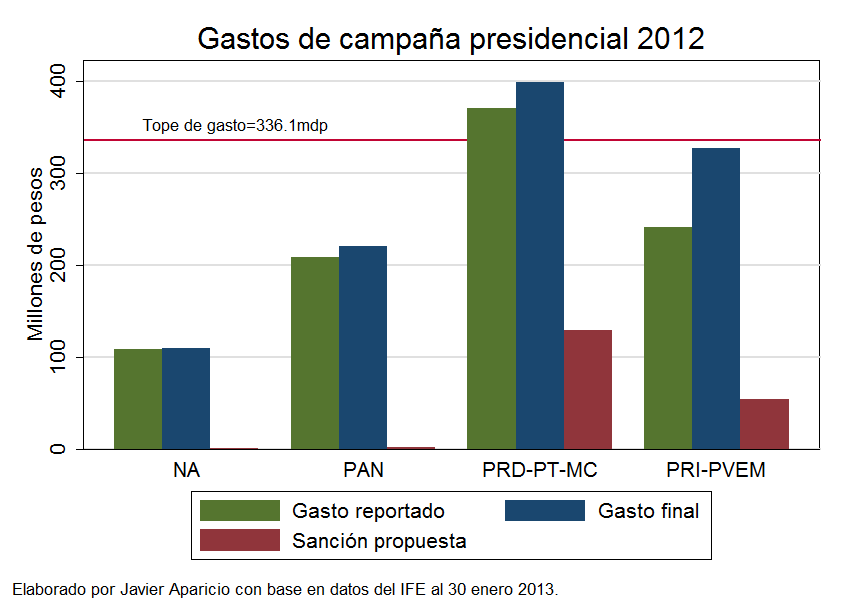 Gastos de campaña presidencial 2012
Millones de pesos
400
300
200
100
0
Tope de gasto=336.1mdp
NA PAN PRD-PT-MC PRI-PVEM
Gasto reportado Gasto final
Sanción propuesta
Elaborado por Javier Aparicio con base en datos del IFE al 30 enero 2013.